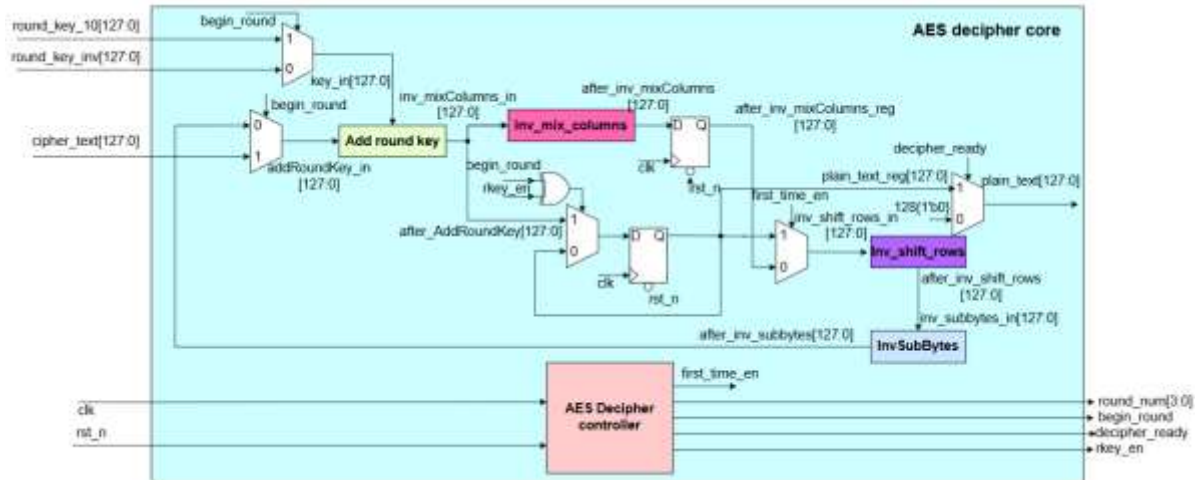 round_key_10[127:0]
begin_round
AES decipher core
1
round_key_inv[127:0]
0
key_in[127:0]
begin_round
inv_mixColumns_in
[127:0]
after_inv_mixColumns
[127:0]
after_inv_mixColumns_reg
[127:0]
0
D Q
Inv_mix_columns
cipher_text[127:0]
Add round key
1
addRoundKey_in
[127:0]
clk
rst_n
decipher_ready
begin_round
rkey_en
plain_text_reg[127:0]
1
plain_text[127:0]
128{1'b0}
0
first_time_en
inv_shift_rows_in
[127:0]
1
after_AddRoundKey[127:0]
0
D Q
1
0
Inv_shift_rows
clk
rst_n
after_inv_shift_rows
[127:0]
inv_subbytes_in[127:0]
after_inv_subbytes[127:0]
InvSubBytes
first_time_en
AES Decipher
controller
clk
rst_n
round_num[3:0]
begin_round
decipher_ready
rkey_en